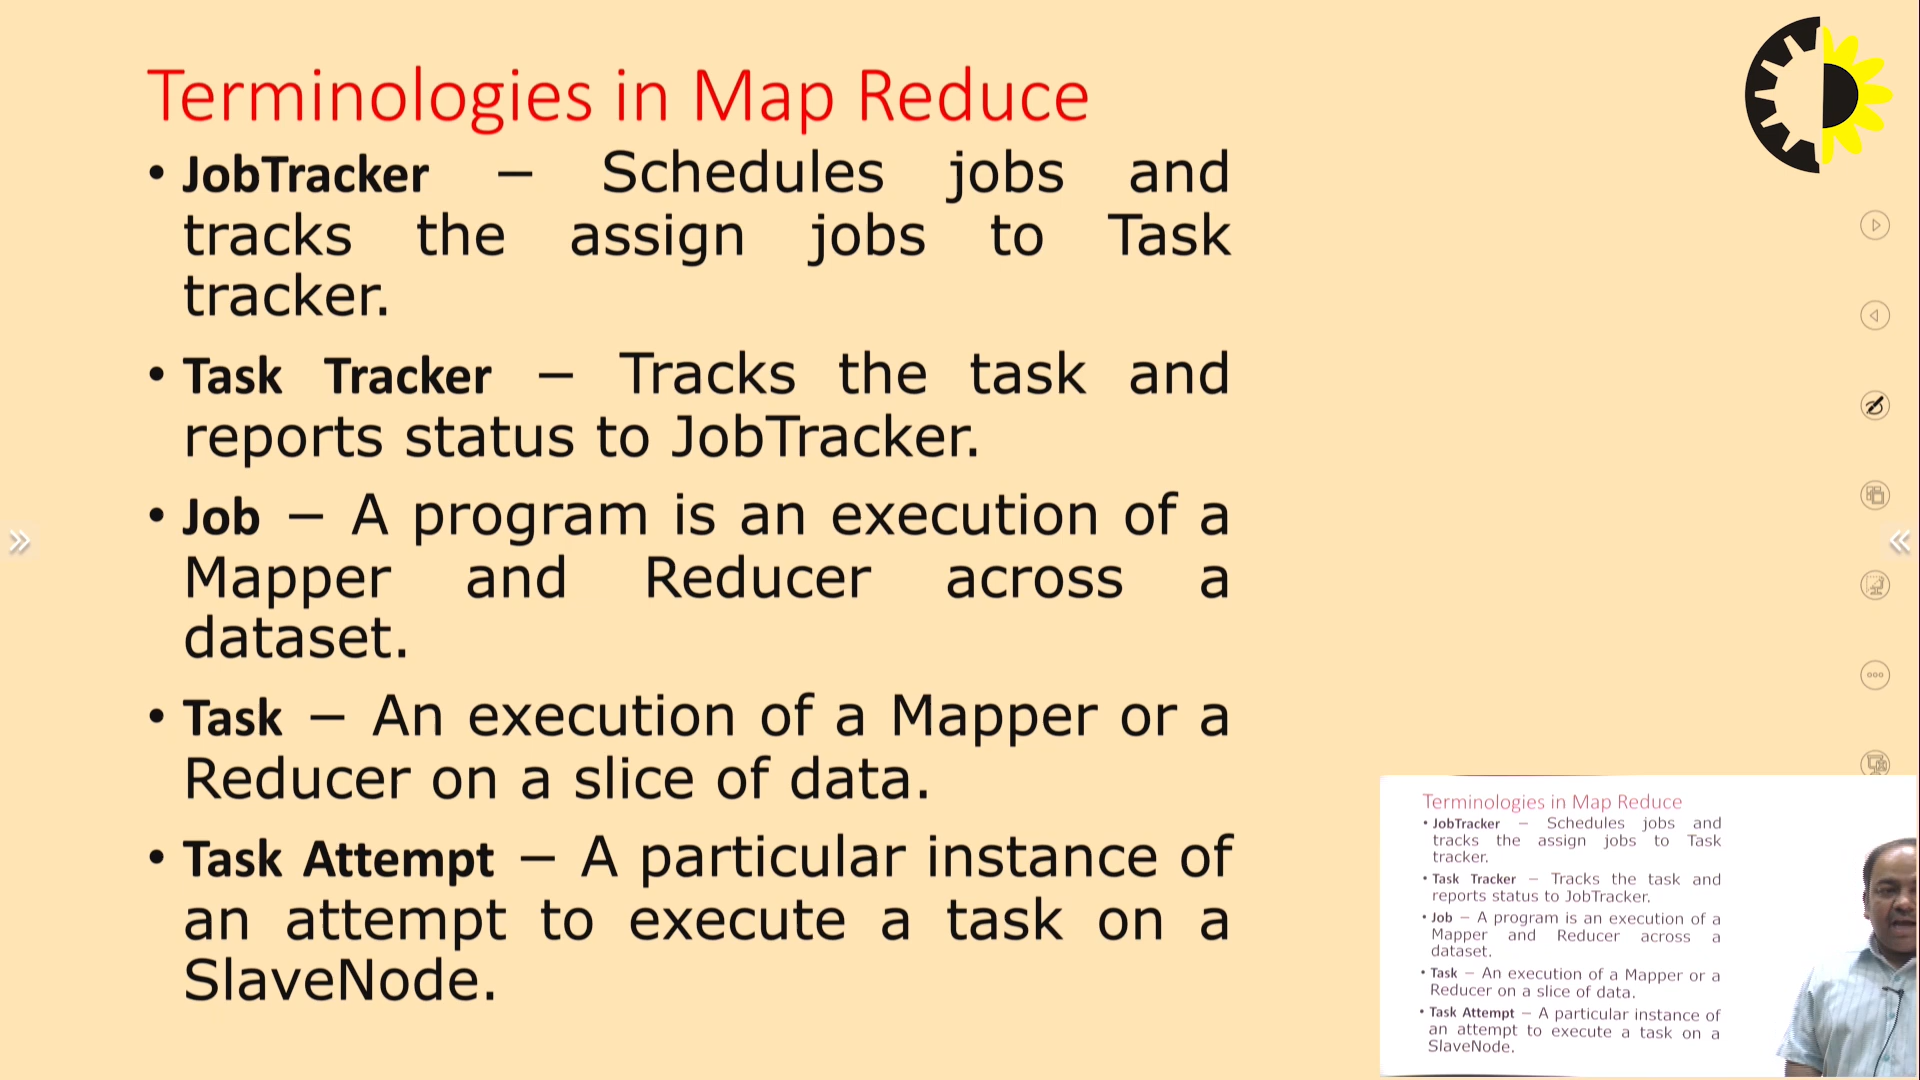 Terminologies in Map Reduce
• JobTracker – Schedules jobs and
tracks the assign jobs to Task
tracker.
• Task Tracker – Tracks the task and
reports status to JobTracker.
• Job – A program is an execution of a
Mapper and Reducer across a
dataset.
• Task – An execution of a Mapper or a
Reducer on a slice of data.
• Task Attempt – A particular instance of
an attempt to execute a task on a
SlaveNode.
Terminologies in Map Reduce
• JobTracker – Schedules jobs and
tracks the assign jobs to Task
tracker.
• Task Tracker – Tracks the task and
reports status to JobTracker.
• Job – A program is an execution of a
Mapper and Reducer across a
dataset.
• Task – An execution of a Mapper or a
Reducer on a slice of data.
• Task Attempt – A particular instance of
an attempt to execute a task on a
SlaveNode.